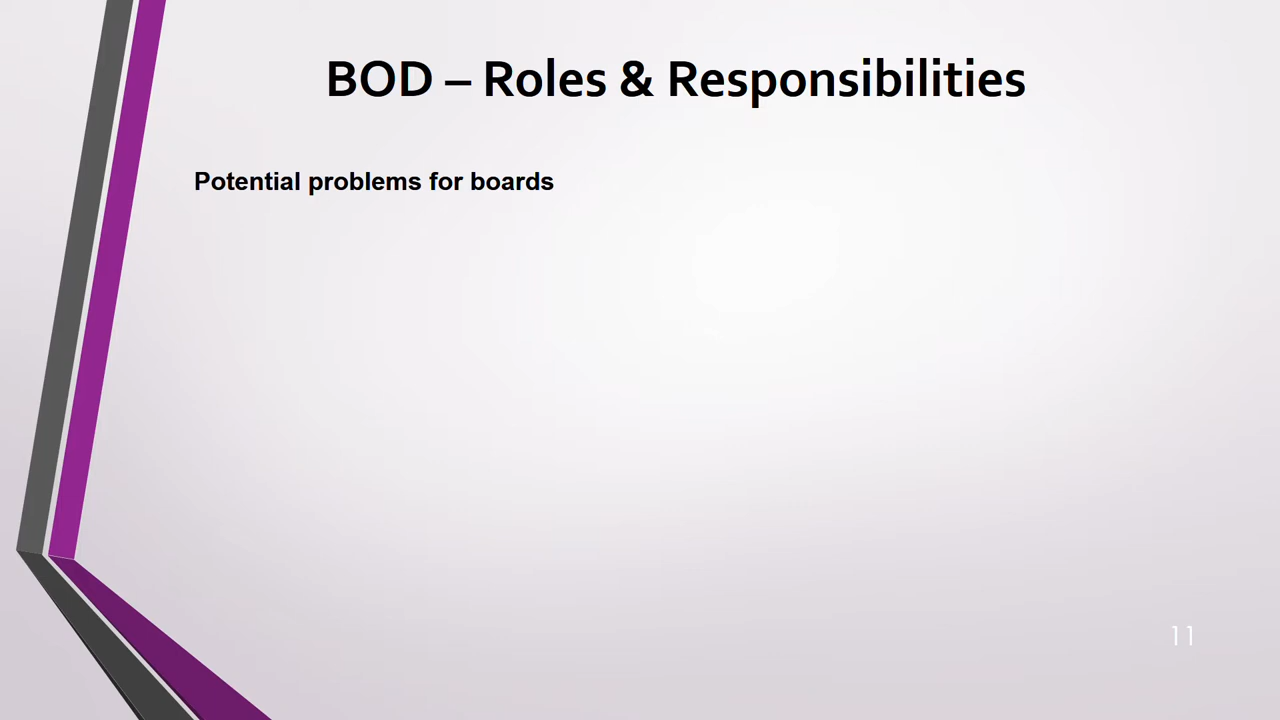 BOD – Roles & Responsibilities
Potential problems for boards
11